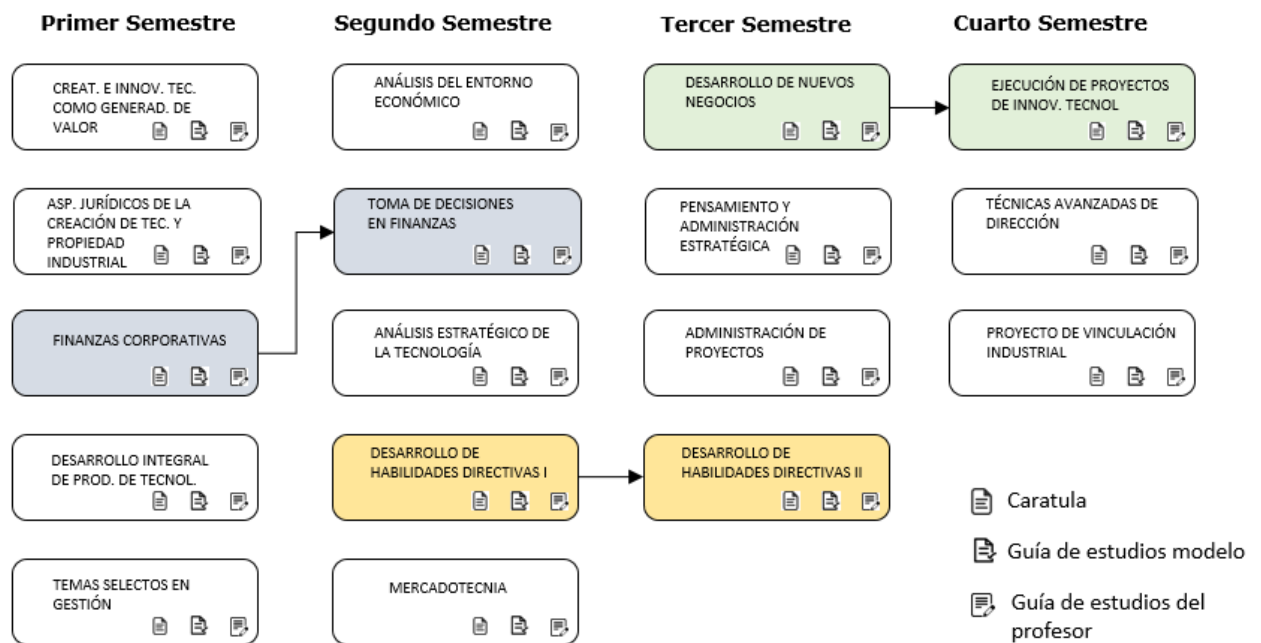 Primer Semestre
Segundo Semestre
Tercer Semestre
Cuarto Semestre
CREAT. E INNOV. TEC.
COMO GENERAD. DE
VALOR
ANÁLISIS DEL ENTORNO
ECONÓMICO
DESARROLLO DE NUEVOS
NEGOCIOS
EJECUCIÓN DE PROYECTOS
DE INNOV. TECNOL
ASP. JURÍDICOS DE LA
CREACIÓN DE TEC. Y
PROPIEDAD
INDUSTRIAL
TOMA DE DECISIONES
EN FINANZAS
PENSAMIENTO Y
ADMINISTRACIÓN
ESTRATÉGICA
TÉCNICAS AVANZADAS DE
DIRECCIÓN
FINANZAS CORPORATIVAS
ANÁLISIS ESTRATÉGICO DE
LA TECNOLOGÍA
ADMINISTRACIÓN DE
PROYECTOS
PROYECTO DE VINCULACIÓN
INDUSTRIAL
DESARROLLO INTEGRAL
DE PROD. DE TECNOL.
DESARROLLO DE
HABILIDADES DIRECTIVAS I
DESARROLLO DE
HABILIDADES DIRECTIVAS II
TEMAS SELECTOS EN
GESTIÓN
MERCADOTECNIA
Caratula
Guía de estudios modelo
Guía de estudios del
profesor